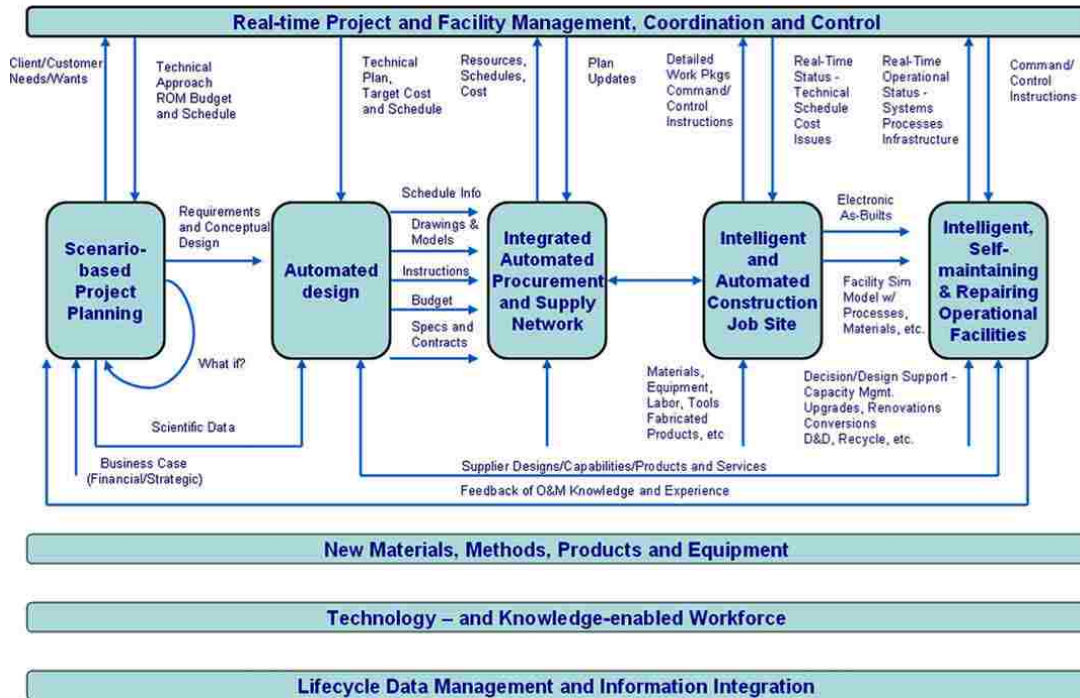 Real-time Project and Facility Management, Coordination and Control
Client/Customer
Needs/Wants
Technical
Approach
ROM Budget
and Schedule
Technical
Plan,
Target Cost
and Schedule
Resources,
Schedules,
Cost
Plan
Updates
Detailed
Work Pkgs
Command/
Control
Instructions
Real-Time
Status -
Technical
Schedule
Cost
Issues
Real-Time
Operational
Status -
Systems
Processes
Infrastructure
Command/
Control
Instructions
Scenario-
based
Project
Planning
Requirements
and Conceptual
Design
What if?
Automated
design
Schedule Info
Drawings &
Models
Instructions
Budget
Specs and
Contracts
Integrated
Automated
Procurement
and Supply
Network
Intelligent
and
Automated
Construction
Job Site
Electronic
As-Builts
Facility Sim
Model w/
Processes,
Materials, etc.
Intelligent,
Self-
maintaining
& Repairing
Operational
Facilities
Scientific Data
Business Case
(Financial/Strategic)
Materials,
Equipment,
Labor, Tools
Fabricated
Products, etc
Decision/Design Support -
Capacity Mgmt.
Upgrades, Renovations
Conversions
D&D, Recycle, etc.
Supplier Designs/Capabilities/Products and Services
Feedback of O&M Knowledge and Experience
New Materials, Methods, Products and Equipment
Technology – and Knowledge-enabled Workforce
Lifecycle Data Management and Information Integration